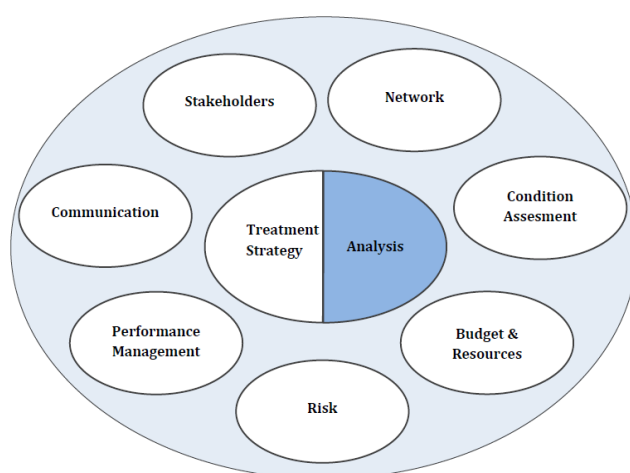 Stakeholders
Network
Communication
Condition
Assesment
Treatment
Strategy
Analysis
Performance
Management
Budget &
Resources
Risk